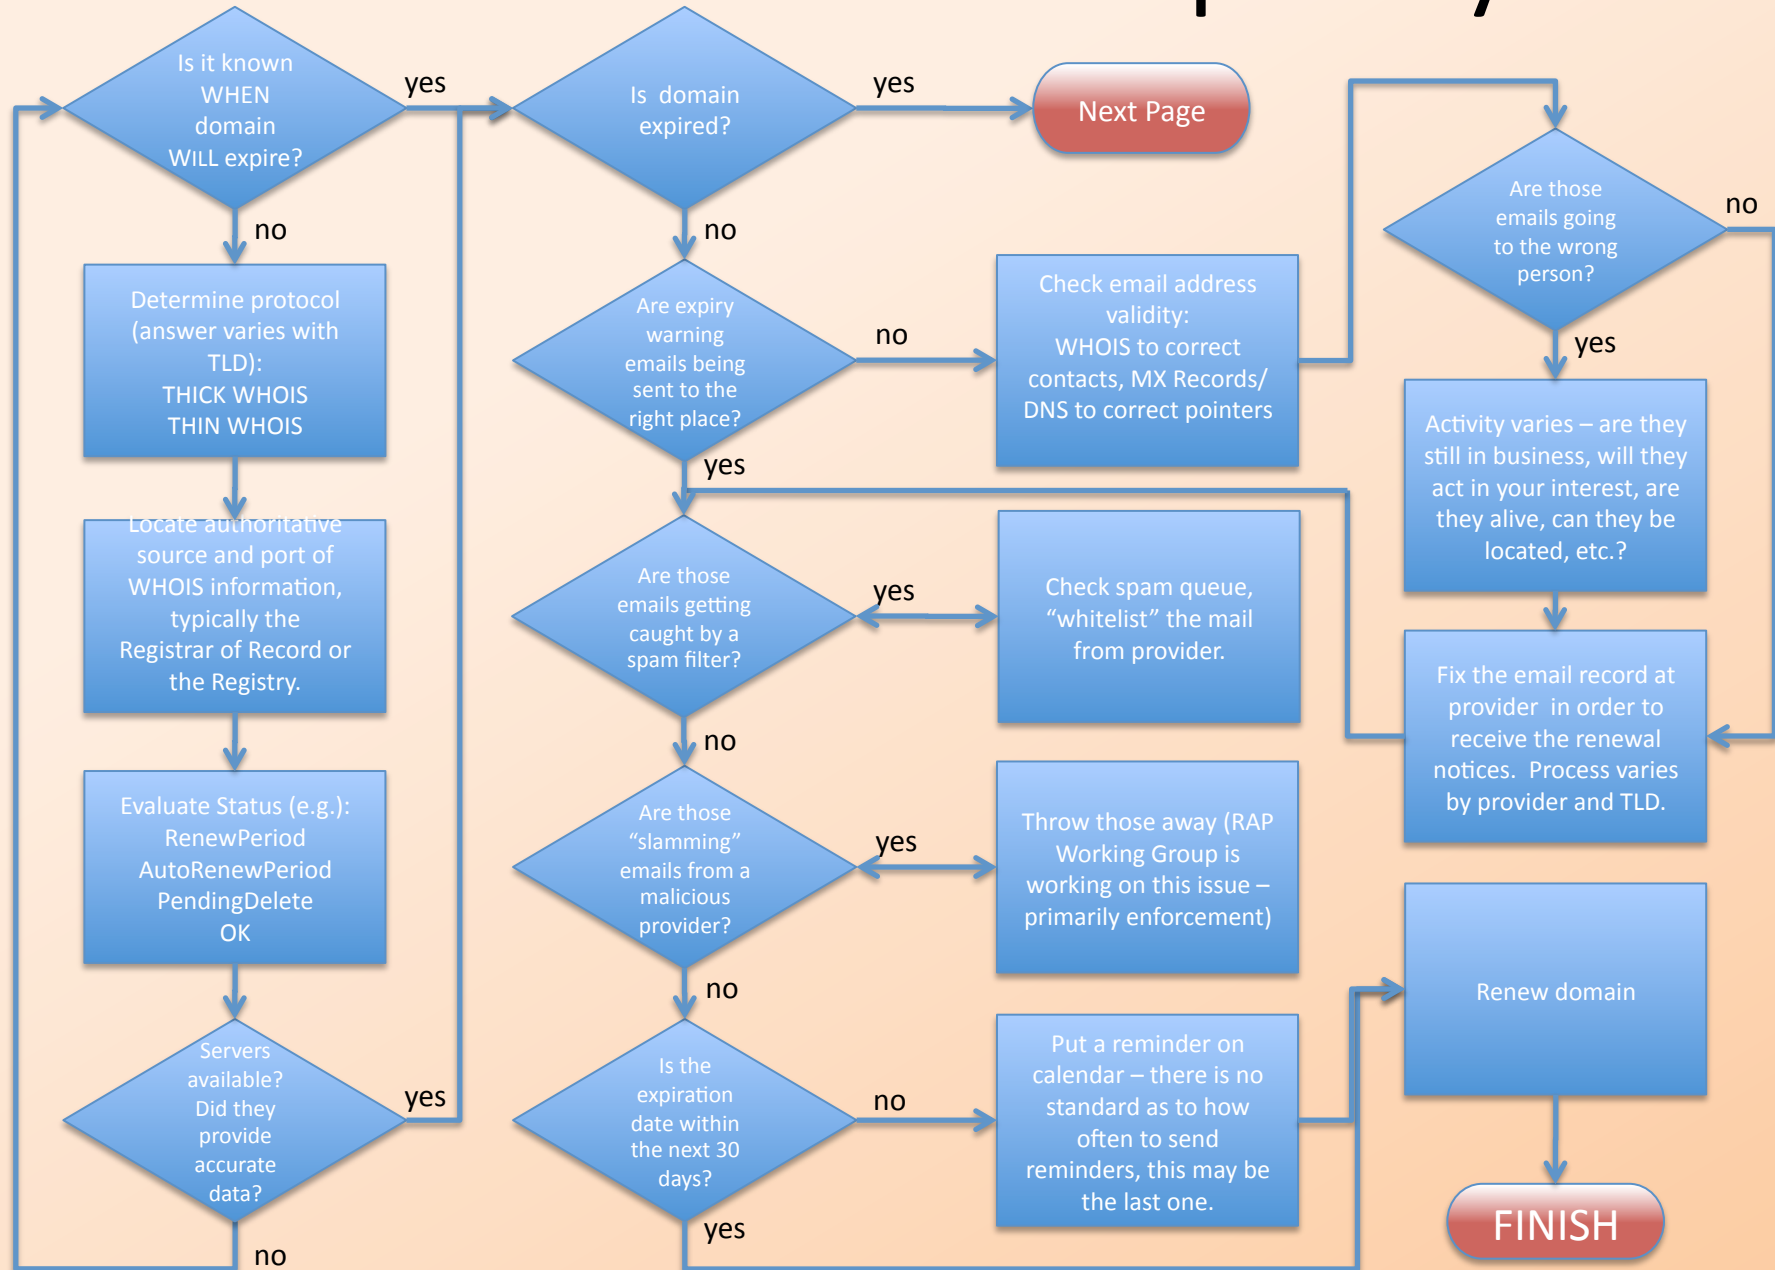 Is it known
WHEN
domain
WILL expire?
yes
no
Determine protocol
(answer varies with
TLD):
THICK WHOIS
THIN WHOIS
Locate authoritative
source and port of
WHOIS information,
typically the
Registrar of Record or
the Registry.
Evaluate Status (e.g.):
RenewPeriod
AutoRenewPeriod
PendingDelete
OK
Servers
available?
Did they
provide
accurate
data?
yes
no
Is domain
expired?
yes
Next Page
no
Are expiry
warning
emails being
sent to the
right place?
no
Check email address
validity:
WHOIS to correct
contacts, MX Records/
DNS to correct pointers
yes
Are those
emails going
to the wrong
person?
no
yes
Activity varies – are they
still in business, will they
act in your interest, are
they alive, can they be
located, etc.?
Fix the email record at
provider in order to
receive the renewal
notices. Process varies
by provider and TLD.
Are those
emails getting
caught by a
spam filter?
yes
Check spam queue,
“whitelist” the mail
from provider.
no
Are those
“slamming”
emails from a
malicious
provider?
yes
Throw those away (RAP
Working Group is
working on this issue –
primarily enforcement)
no
Is the
expiration
date within
the next 30
days?
no
Put a reminder on
calendar – there is no
standard as to how
often to send
reminders, this may be
the last one.
yes
Renew domain
FINISH